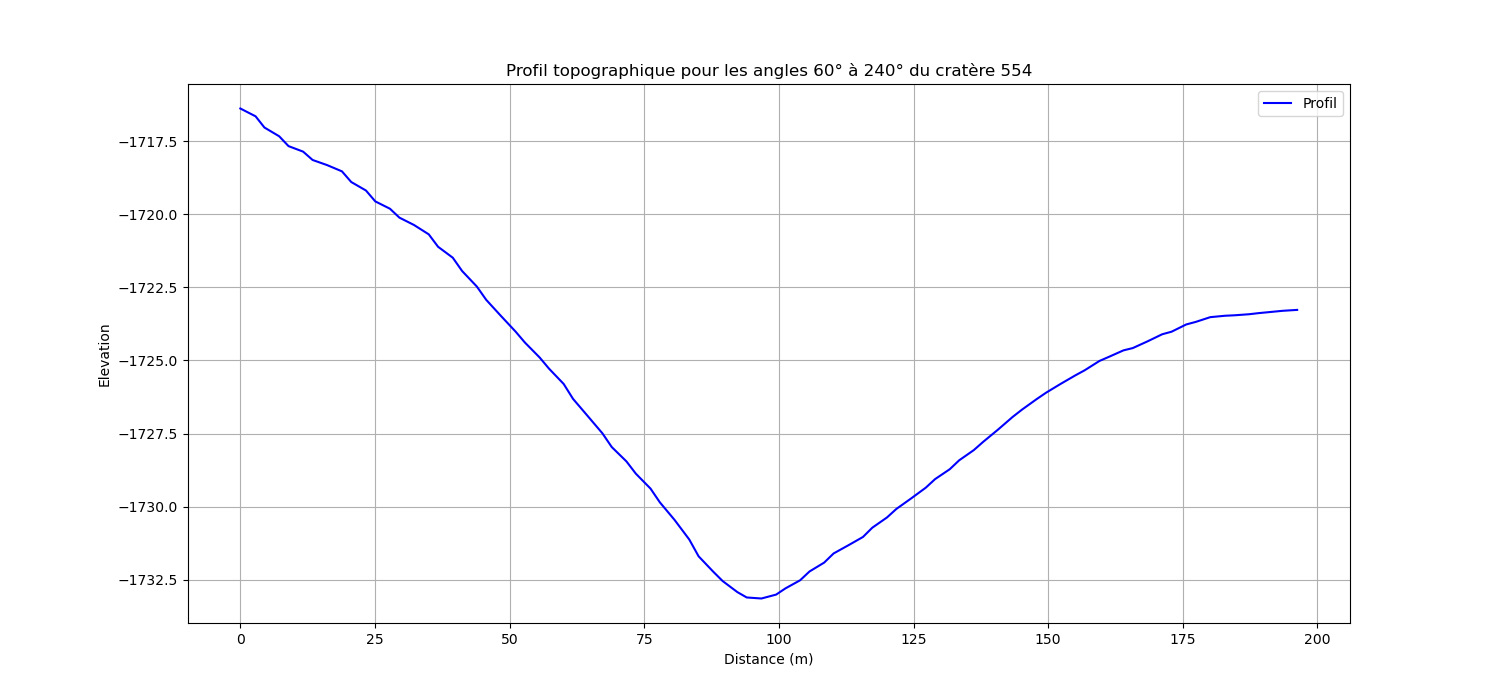 Profil topographique pour les angles 60° à 240° du cratère 554
Profil
−1717.5
−1720.0
−1722.5
−1725.0
−1727.5
−1730.0
−1732.5
Elevation
0 25 50 75 100 125 150 175 200
Distance (m)